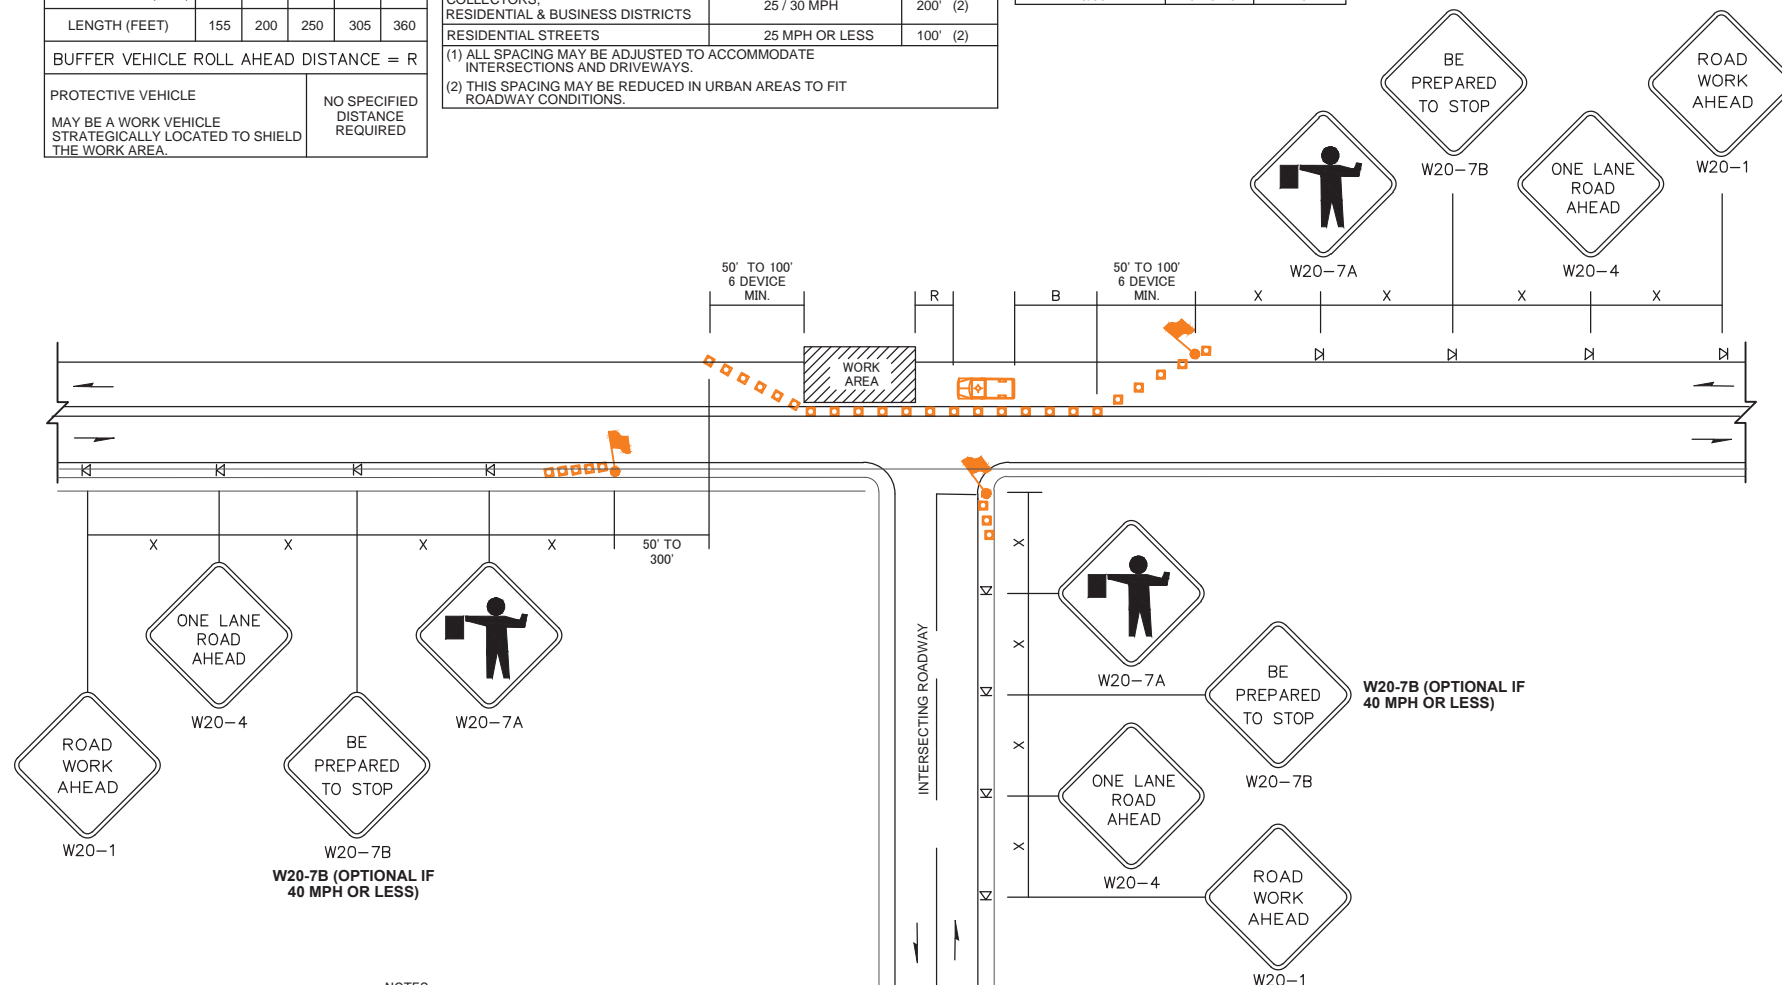 LENGTH (FEET) 155 200 250 305 360
BUFFER VEHICLE ROLL AHEAD DISTANCE = R
PROTECTIVE VEHICLE
MAY BE A WORK VEHICLE
STRATEGICALLY LOCATED TO SHIELD
THE WORK AREA.
NO SPECIFIED
DISTANCE
REQUIRED
RESIDENTIAL & BUSINESS DISTRICTS
25 / 30 MPH
200' (2)
RESIDENTIAL STREETS
25 MPH OR LESS
100' (2)
(1) ALL SPACING MAY BE ADJUSTED TO ACCOMMODATE
INTERSECTIONS AND DRIVEWAYS.
(2) THIS SPACING MAY BE REDUCED IN URBAN AREAS TO FIT
ROADWAY CONDITIONS.
BE
PREPARED
TO STOP
W20-7B
ROAD
WORK
AHEAD
W20-1
W20-7A
ONE LANE
ROAD
AHEAD
W20-4
50' TO 100'
6 DEVICE
MIN.
R
B
50' TO 100'
6 DEVICE
MIN.
X
X
X
X
WORK
AREA
X
X
X
X
50' TO
300'
ROAD
WORK
AHEAD
W20-1
ONE LANE
ROAD
AHEAD
W20-4
BE
PREPARED
TO STOP
W20-7B
W20-7B (OPTIONAL IF
40 MPH OR LESS)
W20-7A
INTERSECTING ROADWAY
X
X
X
X
W20-7A
BE
PREPARED
TO STOP
W20-7B
W20-7B (OPTIONAL IF
40 MPH OR LESS)
ONE LANE
ROAD
AHEAD
W20-4
ROAD
WORK
AHEAD
W20-1